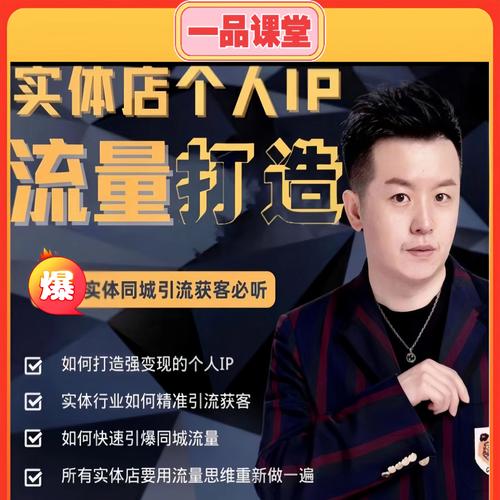 一品课堂
实体店个人IP
流量打造
爆
实体同城引流获客必听
如何打造强变现的个人IP
实体行业如何精准引流获客
如何快速引爆同城流量
所有实体店要用流量思维重新做一遍